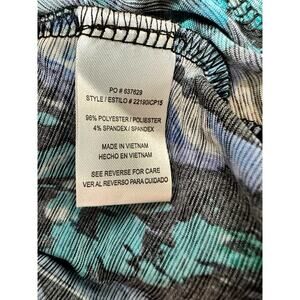 PO # 637629
STYLE / ESTILO # 22190ICP15
96% POLYESTER / POLIESTER
4% SPANDEX / SPANDEX
MADE IN VIETNAM
HECHO EN VIETNAM
SEE REVERSE FOR CARE
VER AL REVERSO PARA CUIDADO